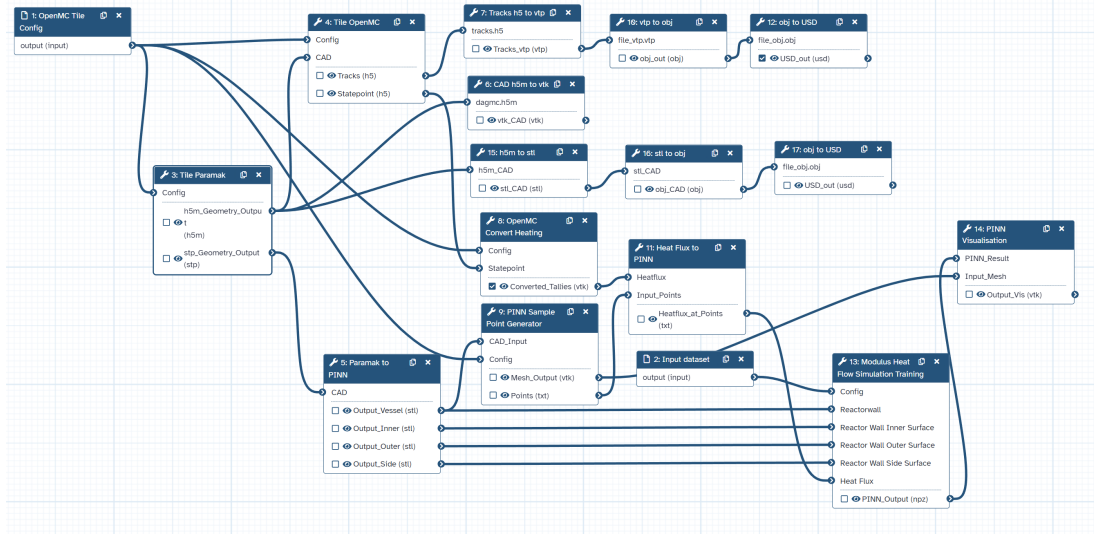 1: OpenMC Tile
Config
output (input)
3: Tile Paramak
Config
h5m_Geometry_Outpu
t
(h5m)
stp_Geometry_Output
(stp)
4: Tile OpenMC
Config
CAD
Tracks (h5)
Statepoint (h5)
5: Paramak to
PINN
CAD
Output_Vessel (stl)
Output_Inner (stl)
Output_Outer (stl)
Output_Side (stl)
7: Tracks h5 to vtp
tracks.h5
Tracks_vtp (vtp)
6: CAD h5m to vtk
dagmc.h5m
vtk_CAD (vtk)
15: h5m to stl
h5m_CAD
stl_CAD (stl)
8: OpenMC
Convert Heating
Config
Statepoint
Converted_Tallies (vtk)
9: PINN Sample
Point Generator
CAD_Input
Config
Mesh_Output (vtk)
Points (txt)
10: vtp to obj
file_vtp.vtp
obj_out (obj)
16: stl to obj
stl_CAD
obj_CAD (obj)
11: Heat Flux to
PINN
Heatflux
Input_Points
Heatflux_at_Points
(txt)
2: Input dataset
output (input)
12: obj to USD
file_obj.obj
USD_out (usd)
17: obj to USD
file_obj.obj
USD_out (usd)
13: Modulus Heat
Flow Simulation Training
Config
Reactorwall
Reactor Wall Inner Surface
Reactor Wall Outer Surface
Reactor Wall Side Surface
Heat Flux
PINN_Output (npz)
14: PINN
Visualisation
PINN_Result
Input_Mesh
Output_Vis (vtk)